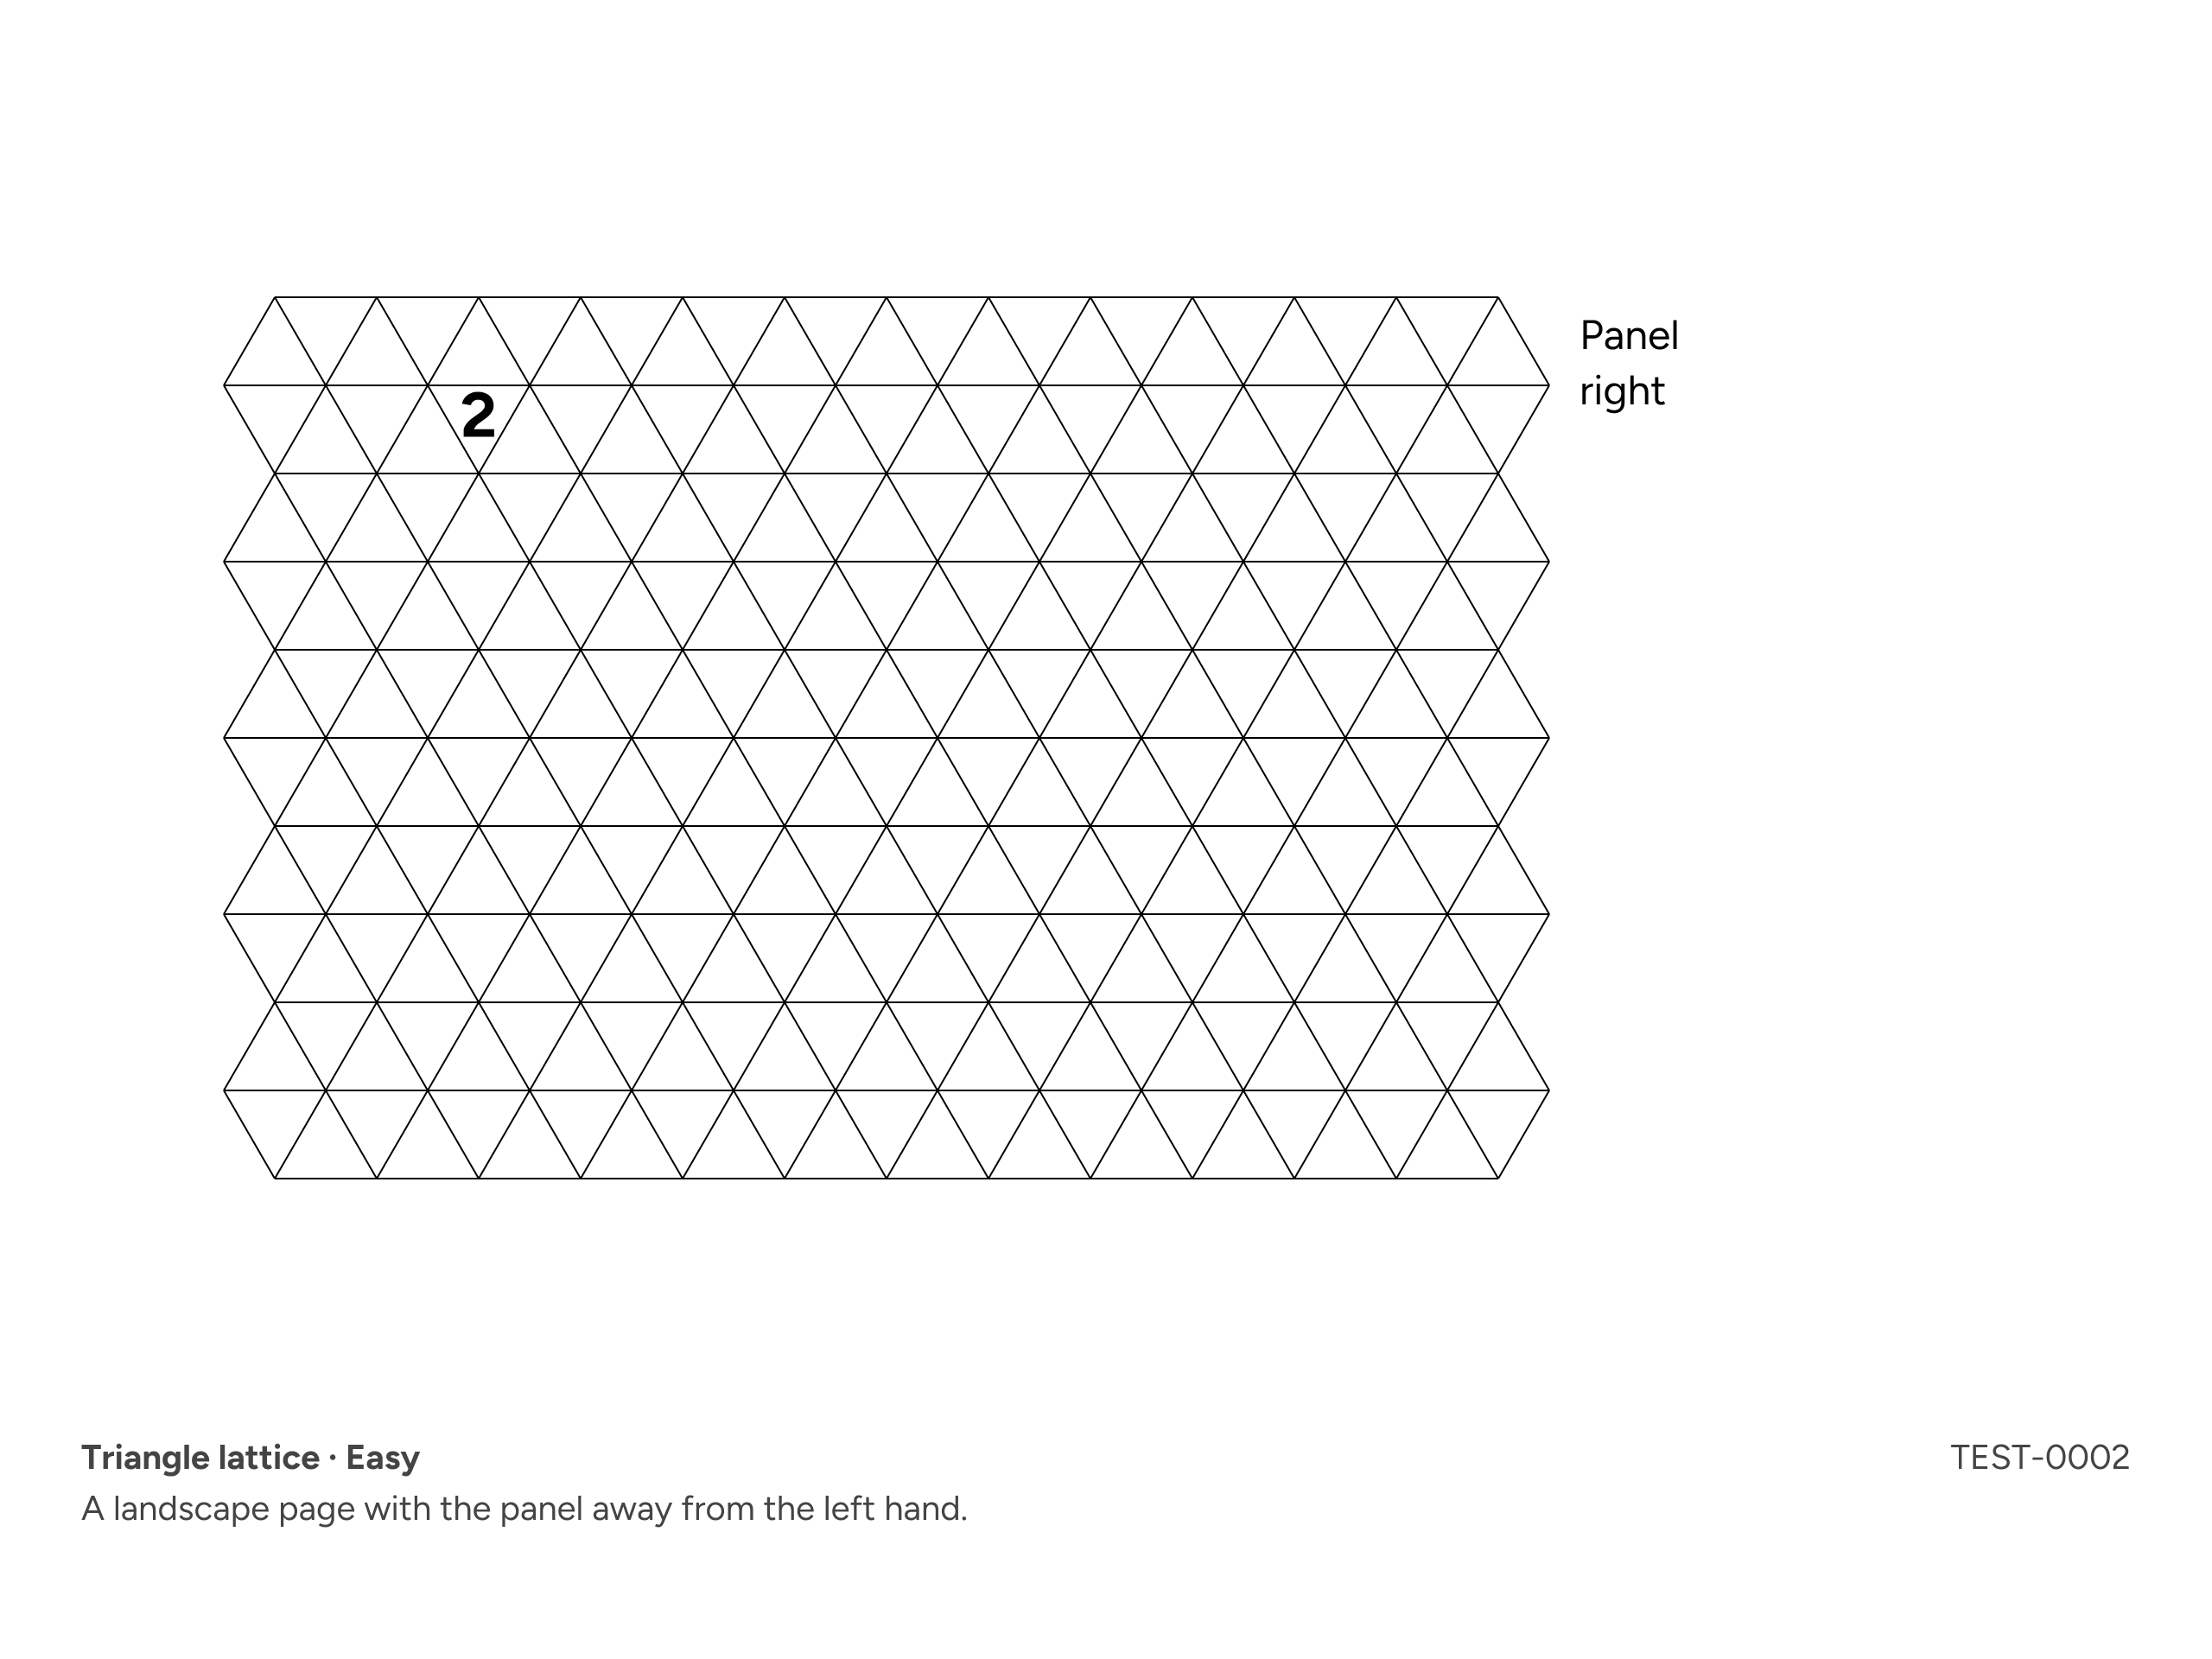 Panel
right
2
Triangle lattice · Easy
TEST-0002
A landscape page with the panel away from the left hand.